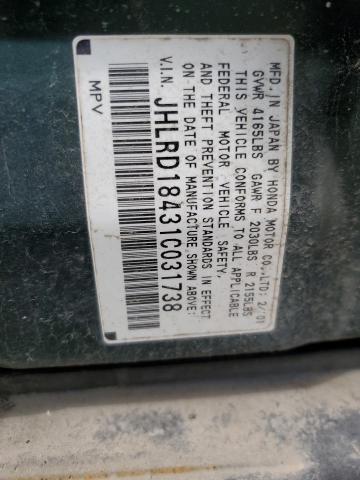 MFD. IN JAPAN BY HONDA MOTOR CO., LTD: 2/01
GVWR 4165LBS GAWR F 2030LBS R 2155LBS
THIS VEHICLE CONFORMS TO ALL APPLICABLE
FEDERAL MOTOR VEHICLE SAFETY,
AND THEFT PREVENTION STANDARDS IN EFFECT
ON THE DATE OF MANUFACTURE SHOWN ABOVE:
V.I.N. JHLRD18431C031738
MPV